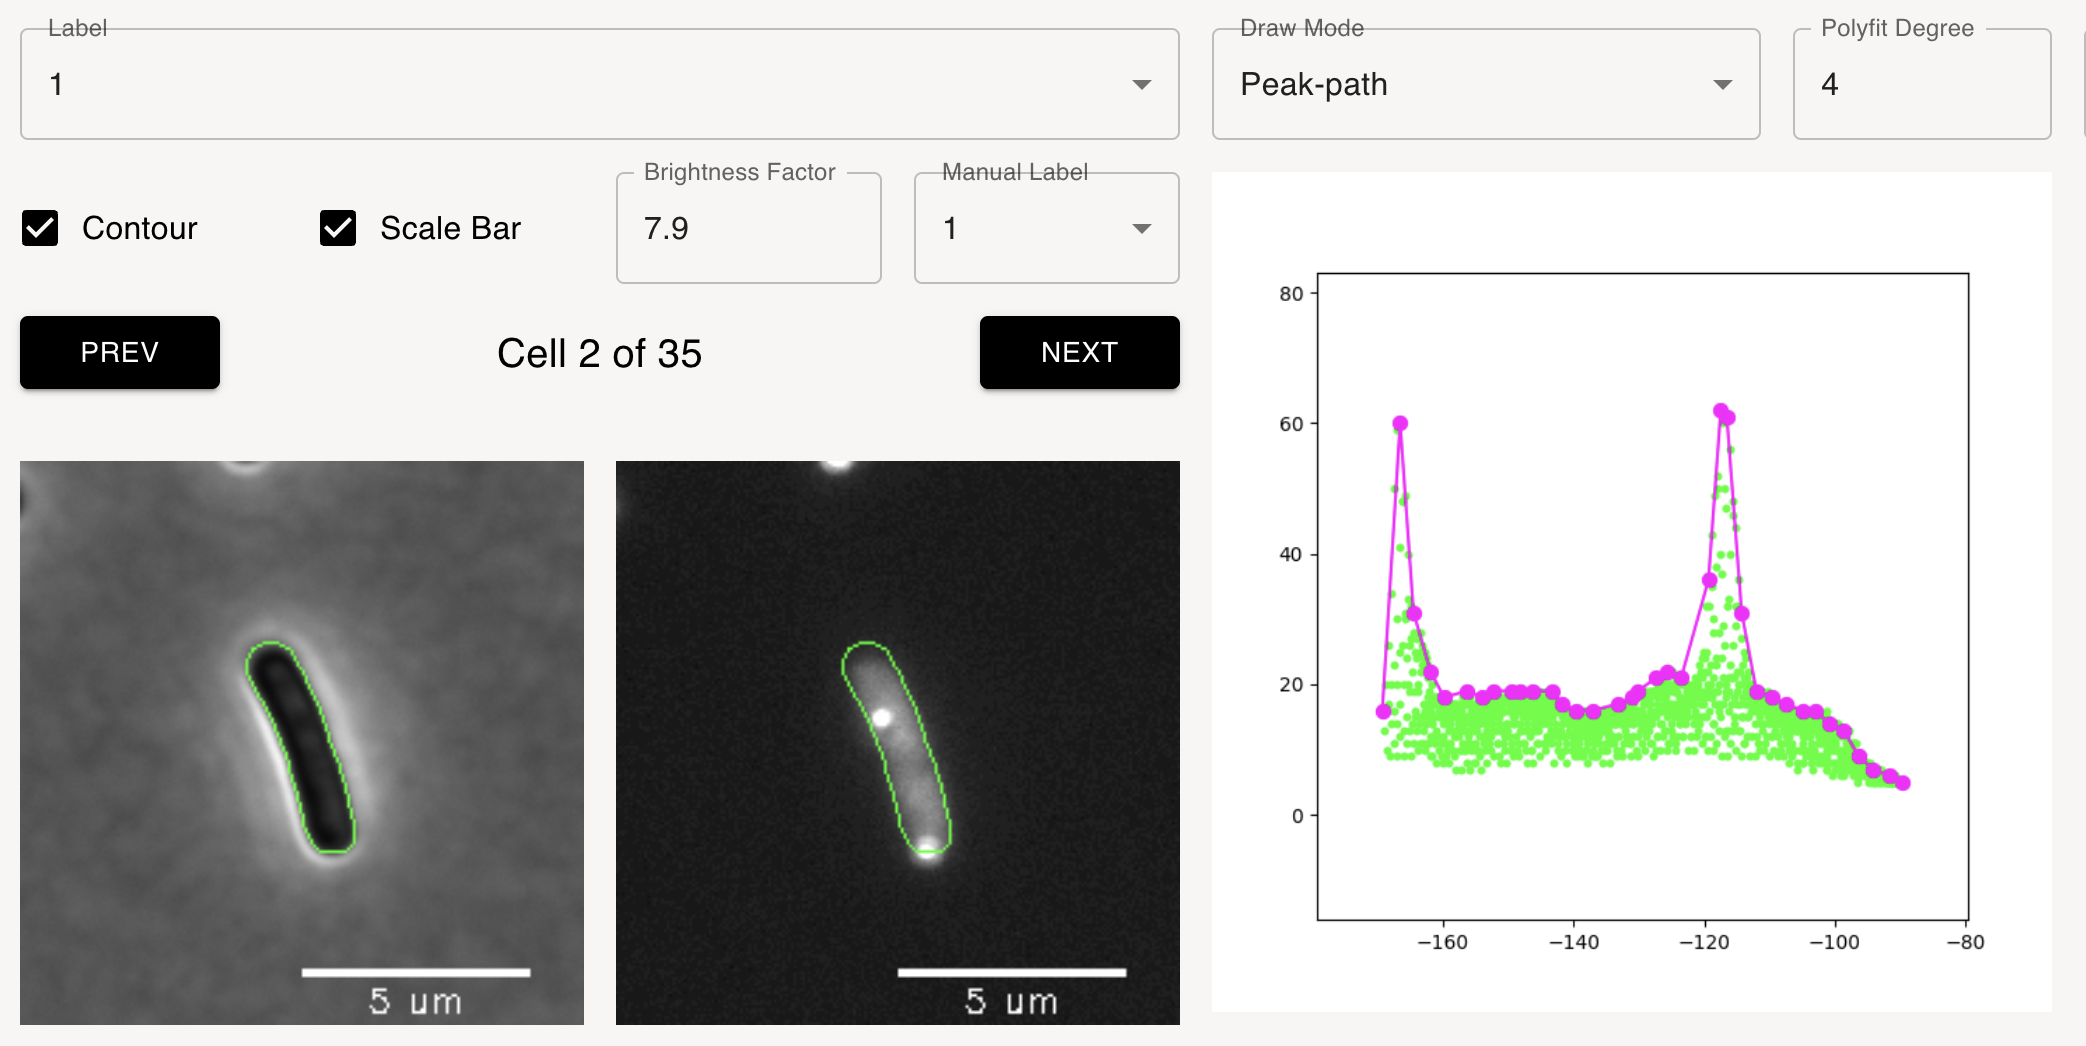 Label
1
Draw Mode
Peak-path
Polyfit Degree
4
Contour
Scale Bar
Brightness Factor
7.9
Manual Label
1
PREV
Cell 2 of 35
NEXT
5 um
5 um
80
60
40
20
0
−160 −140 −120 −100 −80